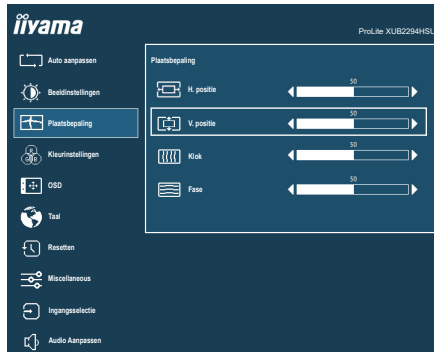 iiyama
ProLite XUB2294HSU
Auto aanpassen
Beeldinstellingen
Plaatsbepaling
Kleurinstellingen
R
G B
OSD
Taal
Resetten
Miscellaneous
Ingangsselectie
Audio Aanpassen
Plaatsbepaling
H. positie
50
V. positie
50
Klok
50
Fase
50